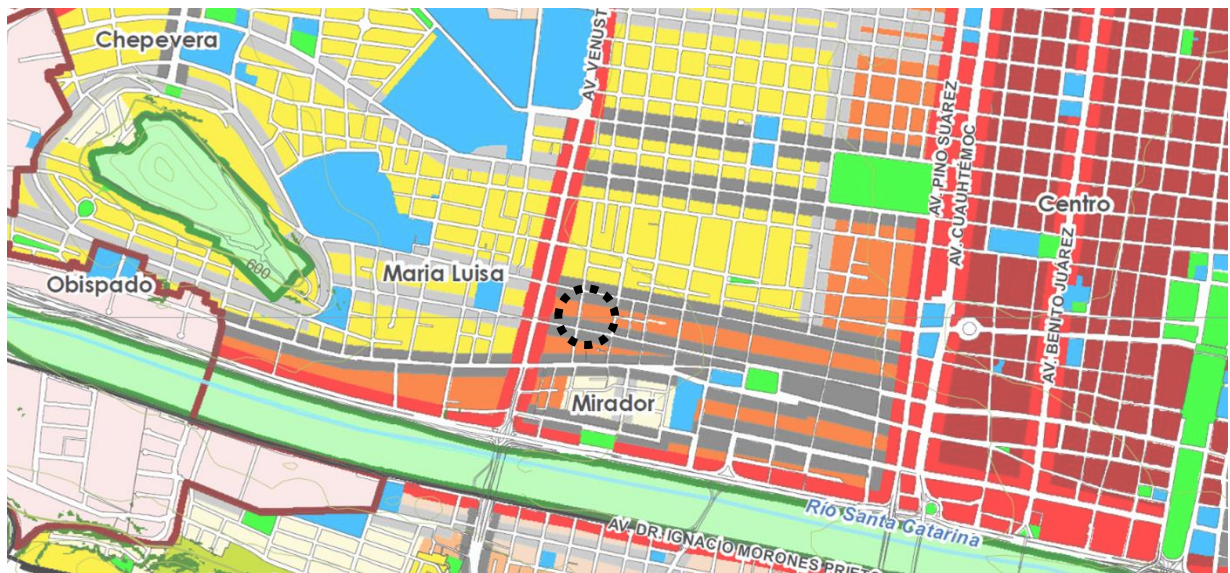 Chepevera
AV. VENUST
AV. PINO SUAREZ
AV. CUAUHTÉMOC
Centro
AV. BENITO JUÁREZ
Maria Luisa
600
Obispado
Mirador
Río Santa Catarina
AV. DR. IGNACIO MORONES PRIETO